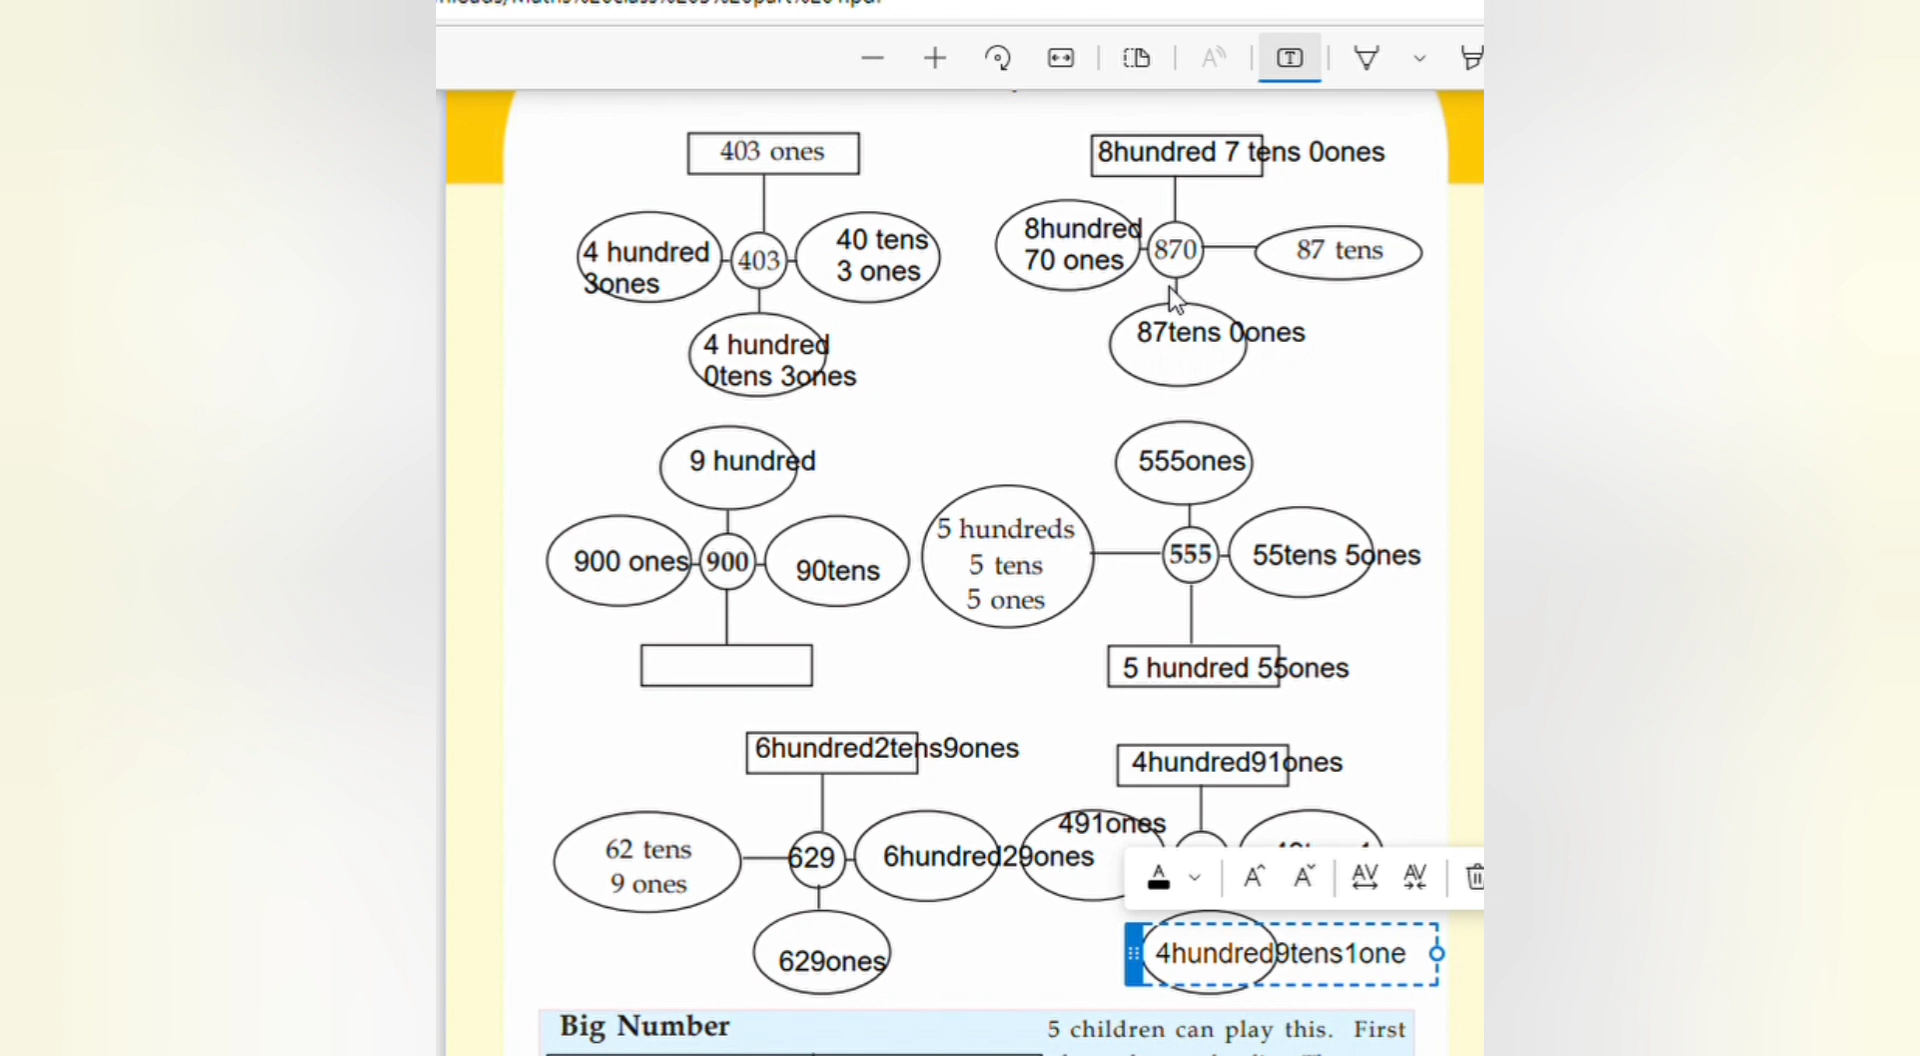 403 ones
8hundred 7 tens 0ones
4 hundred
3ones
403
40 tens
3 ones
8hundred
70 ones
870
87 tens
4 hundred
0tens 3ones
87tens 0ones
9 hundred
555ones
900 ones
900
90tens
5 hundreds
5 tens
5 ones
555
55tens 5ones
5 hundred 55ones
6hundred2tens9ones
4hundred91ones
62 tens
9 ones
629
6hundred29ones
491ones
629ones
4hundred9tens1one
Big Number
5 children can play this. First